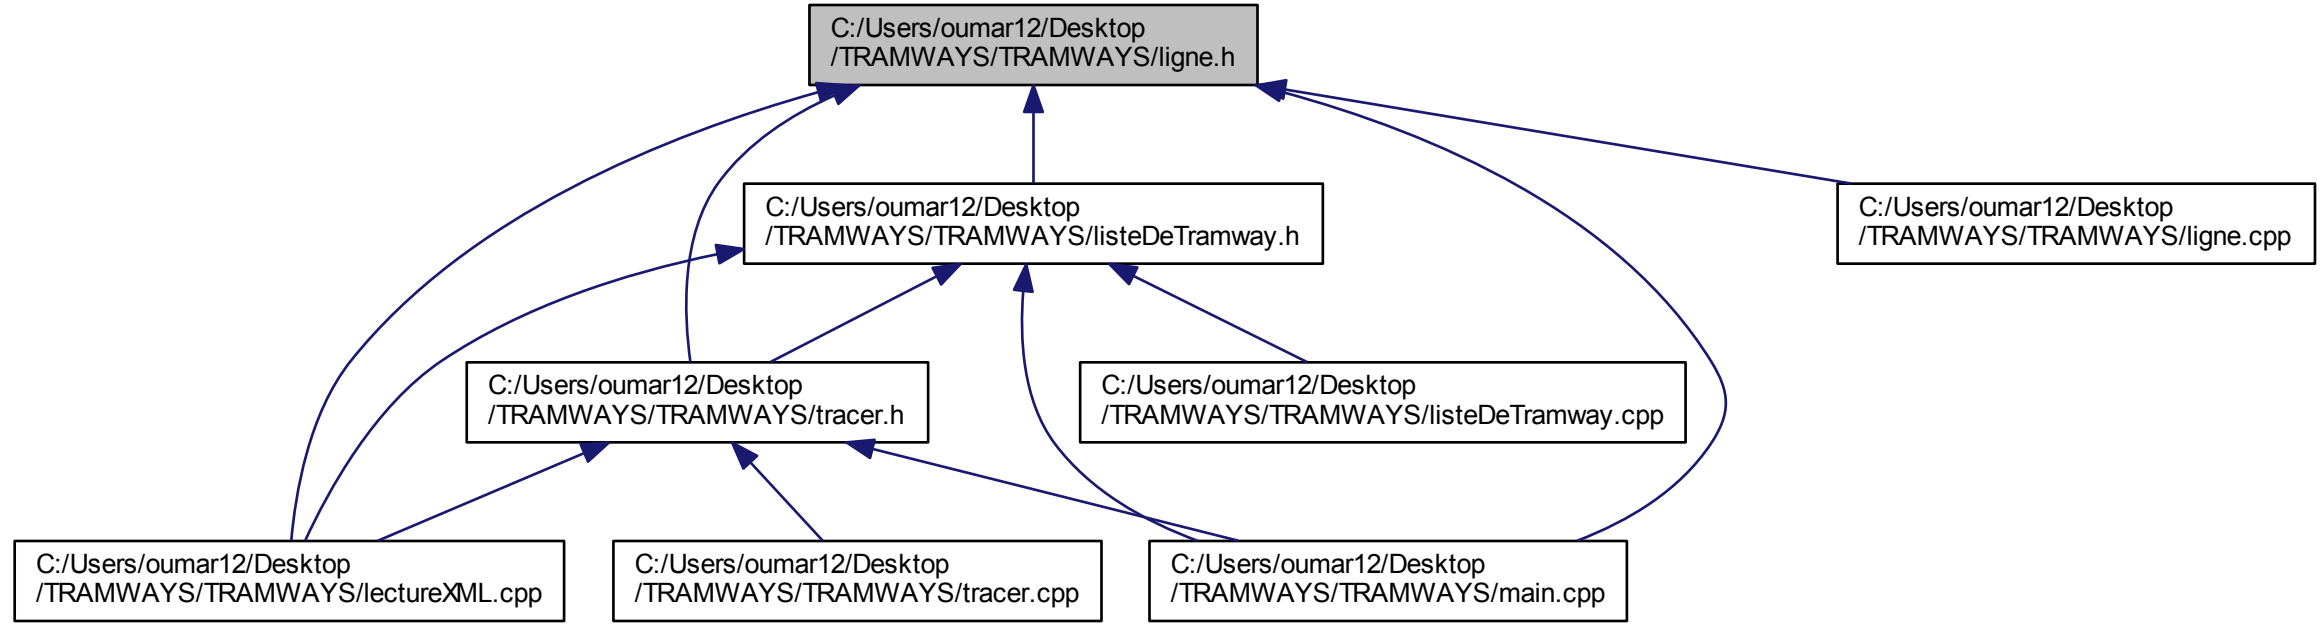 C:/Users/oumar12/Desktop
/TRAMWAYS/TRAMWAYS/ligne.h
C:/Users/oumar12/Desktop
/TRAMWAYS/TRAMWAYS/listeDeTramway.h
C:/Users/oumar12/Desktop
/TRAMWAYS/TRAMWAYS/ligne.cpp
C:/Users/oumar12/Desktop
/TRAMWAYS/TRAMWAYS/tracer.h
C:/Users/oumar12/Desktop
/TRAMWAYS/TRAMWAYS/listeDeTramway.cpp
C:/Users/oumar12/Desktop
/TRAMWAYS/TRAMWAYS/lectureXML.cpp
C:/Users/oumar12/Desktop
/TRAMWAYS/TRAMWAYS/tracer.cpp
C:/Users/oumar12/Desktop
/TRAMWAYS/TRAMWAYS/main.cpp